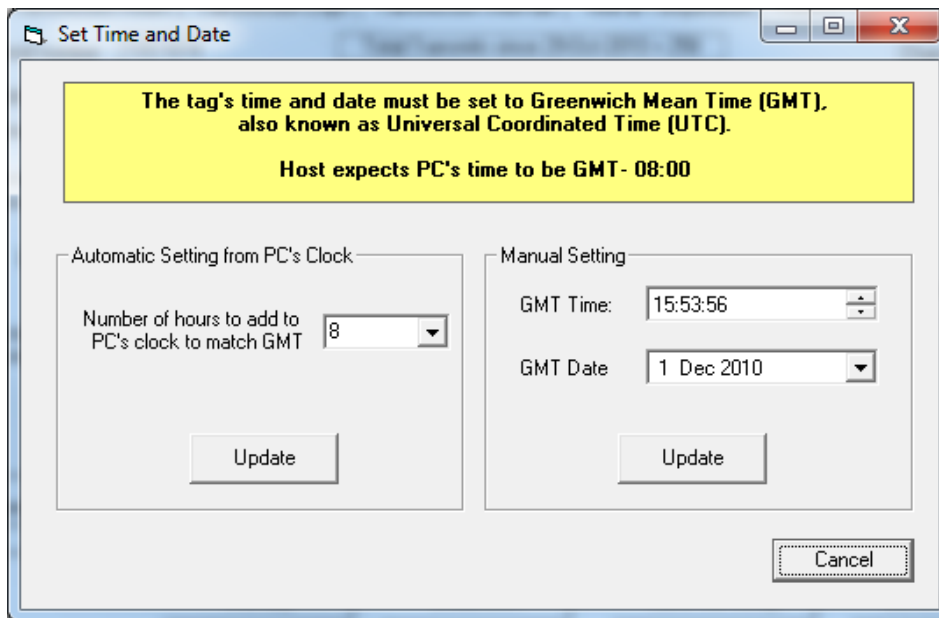 Set Time and Date
The tag's time and date must be set to Greenwich Mean Time (GMT),
also known as Universal Coordinated Time (UTC).
Host expects PC's time to be GMT- 08:00
Automatic Setting from PC's Clock
Number of hours to add to
PC's clock to match GMT
8
Update
Manual Setting
GMT Time:
15:53:56
GMT Date
1 Dec 2010
Update
Cancel